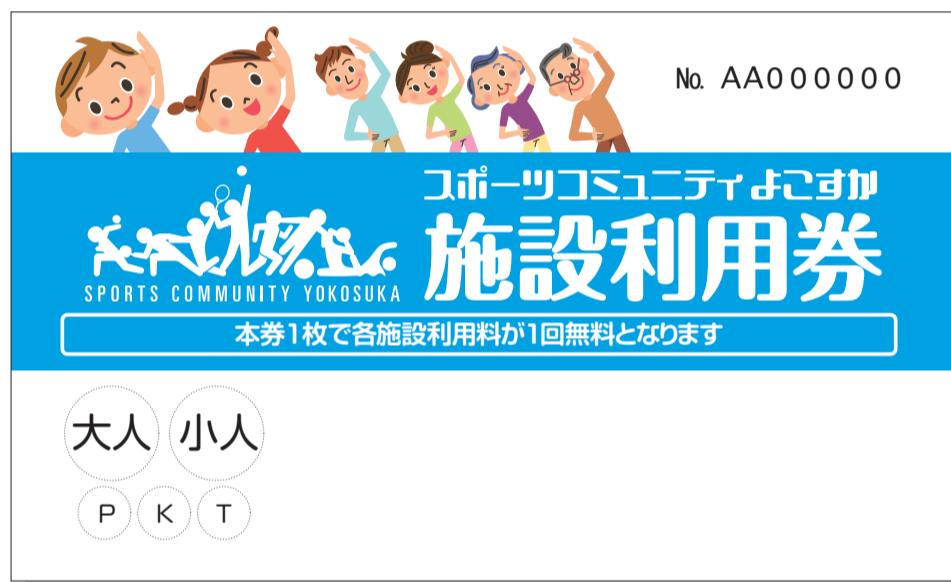 No. AA000000
スポーツコミュニティよこすか
施設利用券
SPORTS COMMUNITY YOKOSUKA
本券1枚で各施設利用料が1回無料となります
大人 小人
P K T